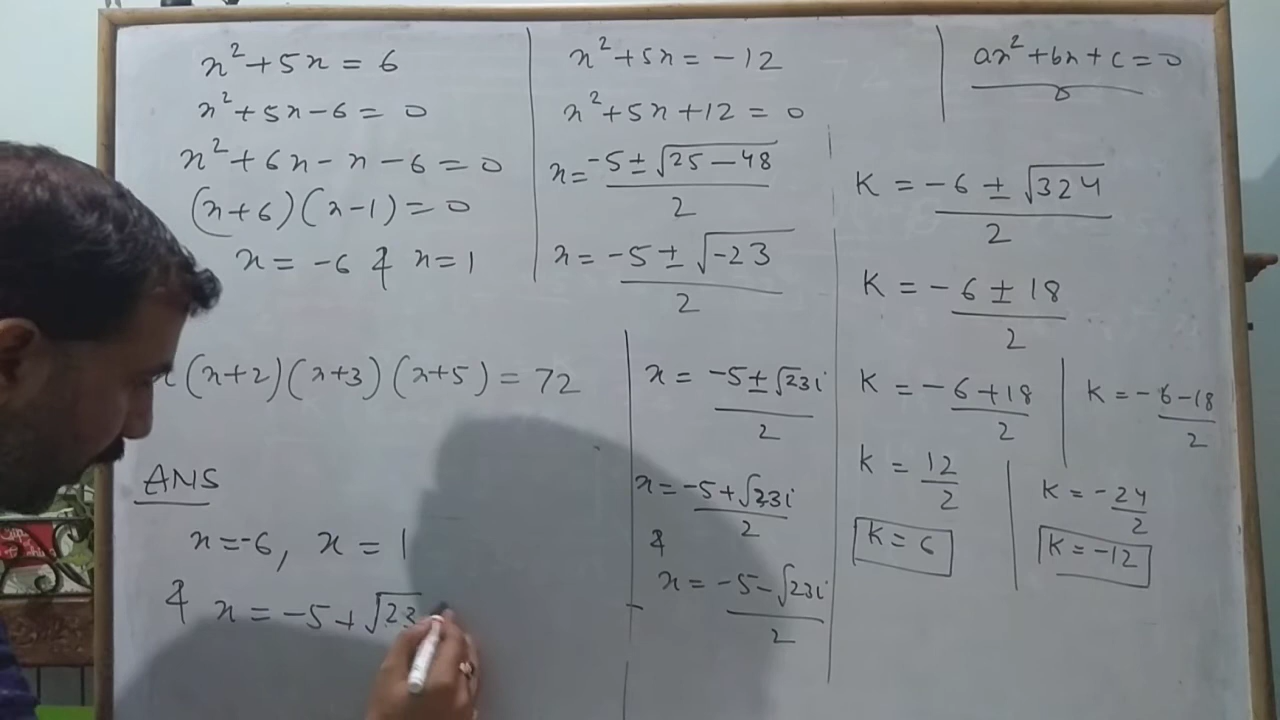 x² + 5x = 6
x² + 5x - 6 = 0
x² + 6x - x - 6 = 0
(x+6)(x-1) = 0
x = -6 & x = 1
x² + 5x = -12
x² + 5x + 12 = 0
x = (-5 ± √(25 - 48))/2
x = (-5 ± √(-23))/2
ax² + bx + c = 0
x(x+2)(x+3)(x+5) = 72
ANS
x = -6, x = 1
& x = -5 + √23
x = (-5 ± √23i)/2
x = (-5 + √23i)/2
&
x = (-5 - √23i)/2
K = (-6 ± √324)/2
K = (-6 ± 18)/2
K = (-6 + 18)/2
K = 12/2
K = 6
K = (-6 - 18)/2
K = -24/2
K = -12